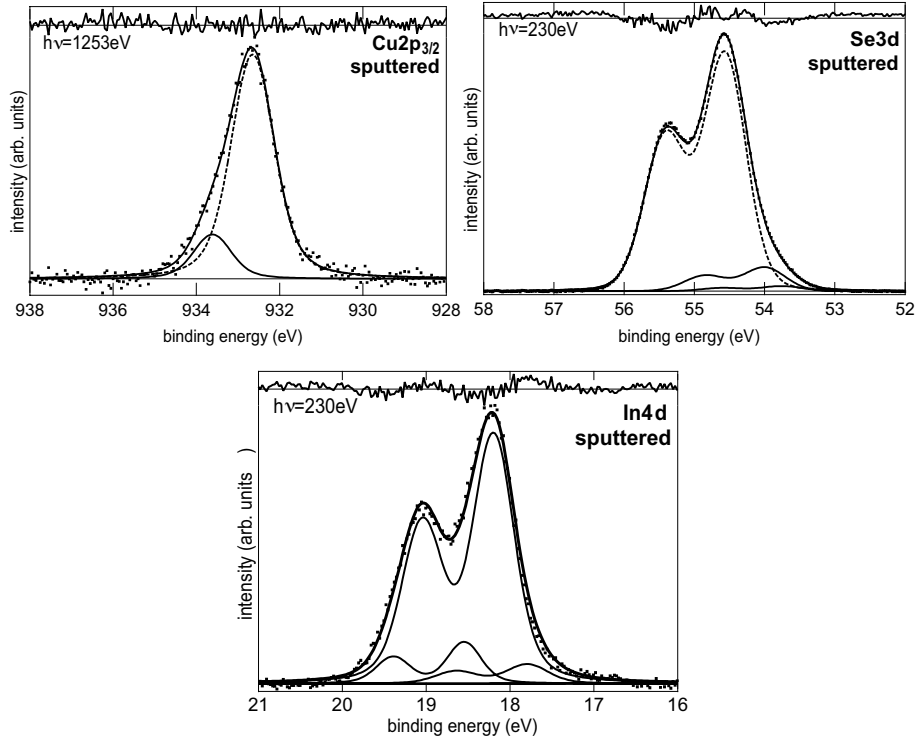 hν=1253eV
Cu2p3/2
sputtered
intensity (arb. units)
938 936 934 932 930 928
binding energy (eV)
hν=230eV
Se3d
sputtered
intensity (arb. units)
58 57 56 55 54 53 52
binding energy (eV)
hν=230eV
In4d
sputtered
intensity (arb. units )
21 20 19 18 17 16
binding energy (eV)